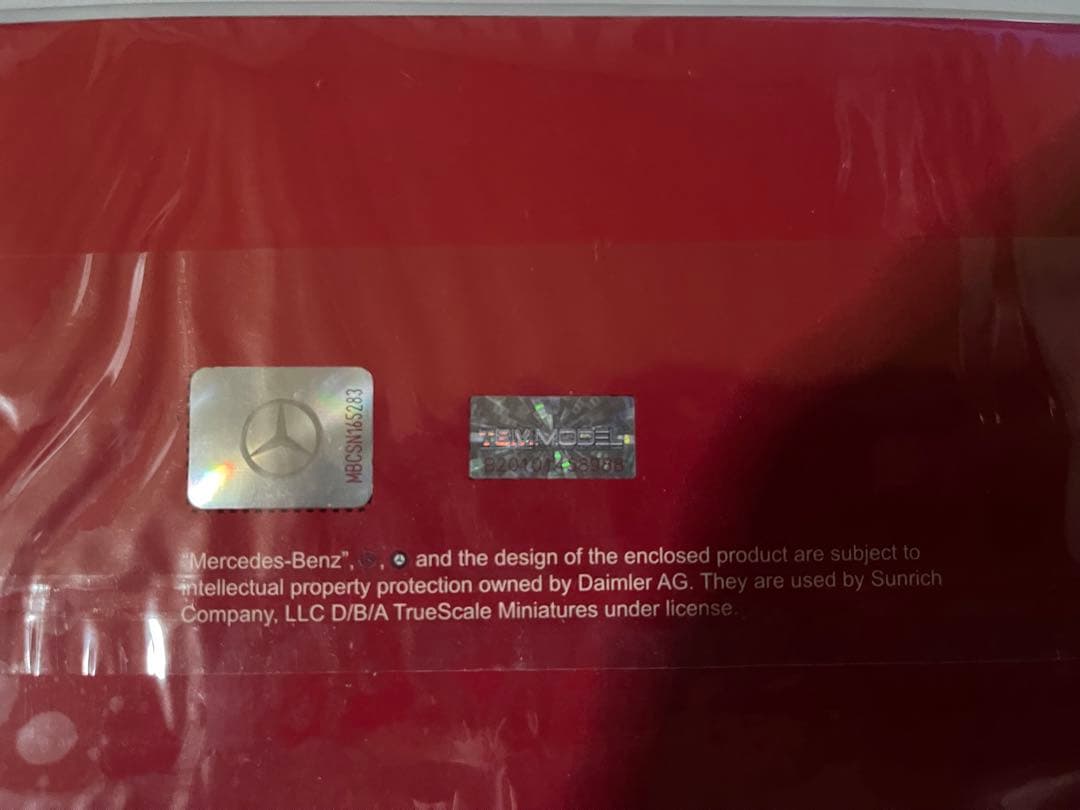 MBCSN165283
TSM MODEL
"Mercedes-Benz", , and the design of the enclosed product are subject to
intellectual property protection owned by Daimler AG. They are used by Sunrich
Company, LLC D/B/A TrueScale Miniatures under license.